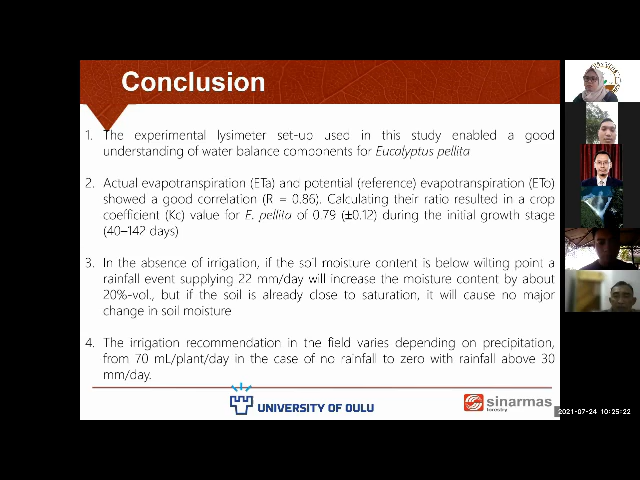 Conclusion
1. The experimental lysimeter set-up used in this study enabled a good
understanding of water balance components for Eucalyptus pellita
2. Actual evapotranspiration (ETa) and potential (reference) evapotranspiration (ETo)
showed a good correlation (R = 0.86). Calculating their ratio resulted in a crop
coefficient (Kc) value for E. pellita of 0.79 (±0.12) during the initial growth stage
(40–142 days)
3. In the absence of irrigation, if the soil moisture content is below wilting point a
rainfall event supplying 22 mm/day will increase the moisture content by about
20%-vol., but if the soil is already close to saturation, it will cause no major
change in soil moisture
4. The irrigation recommendation in the field varies depending on precipitation,
from 70 mL/plant/day in the case of no rainfall to zero with rainfall above 30
mm/day.
UNIVERSITY OF OULU
sinarmas
forestry
2021-07-24 10:25:22